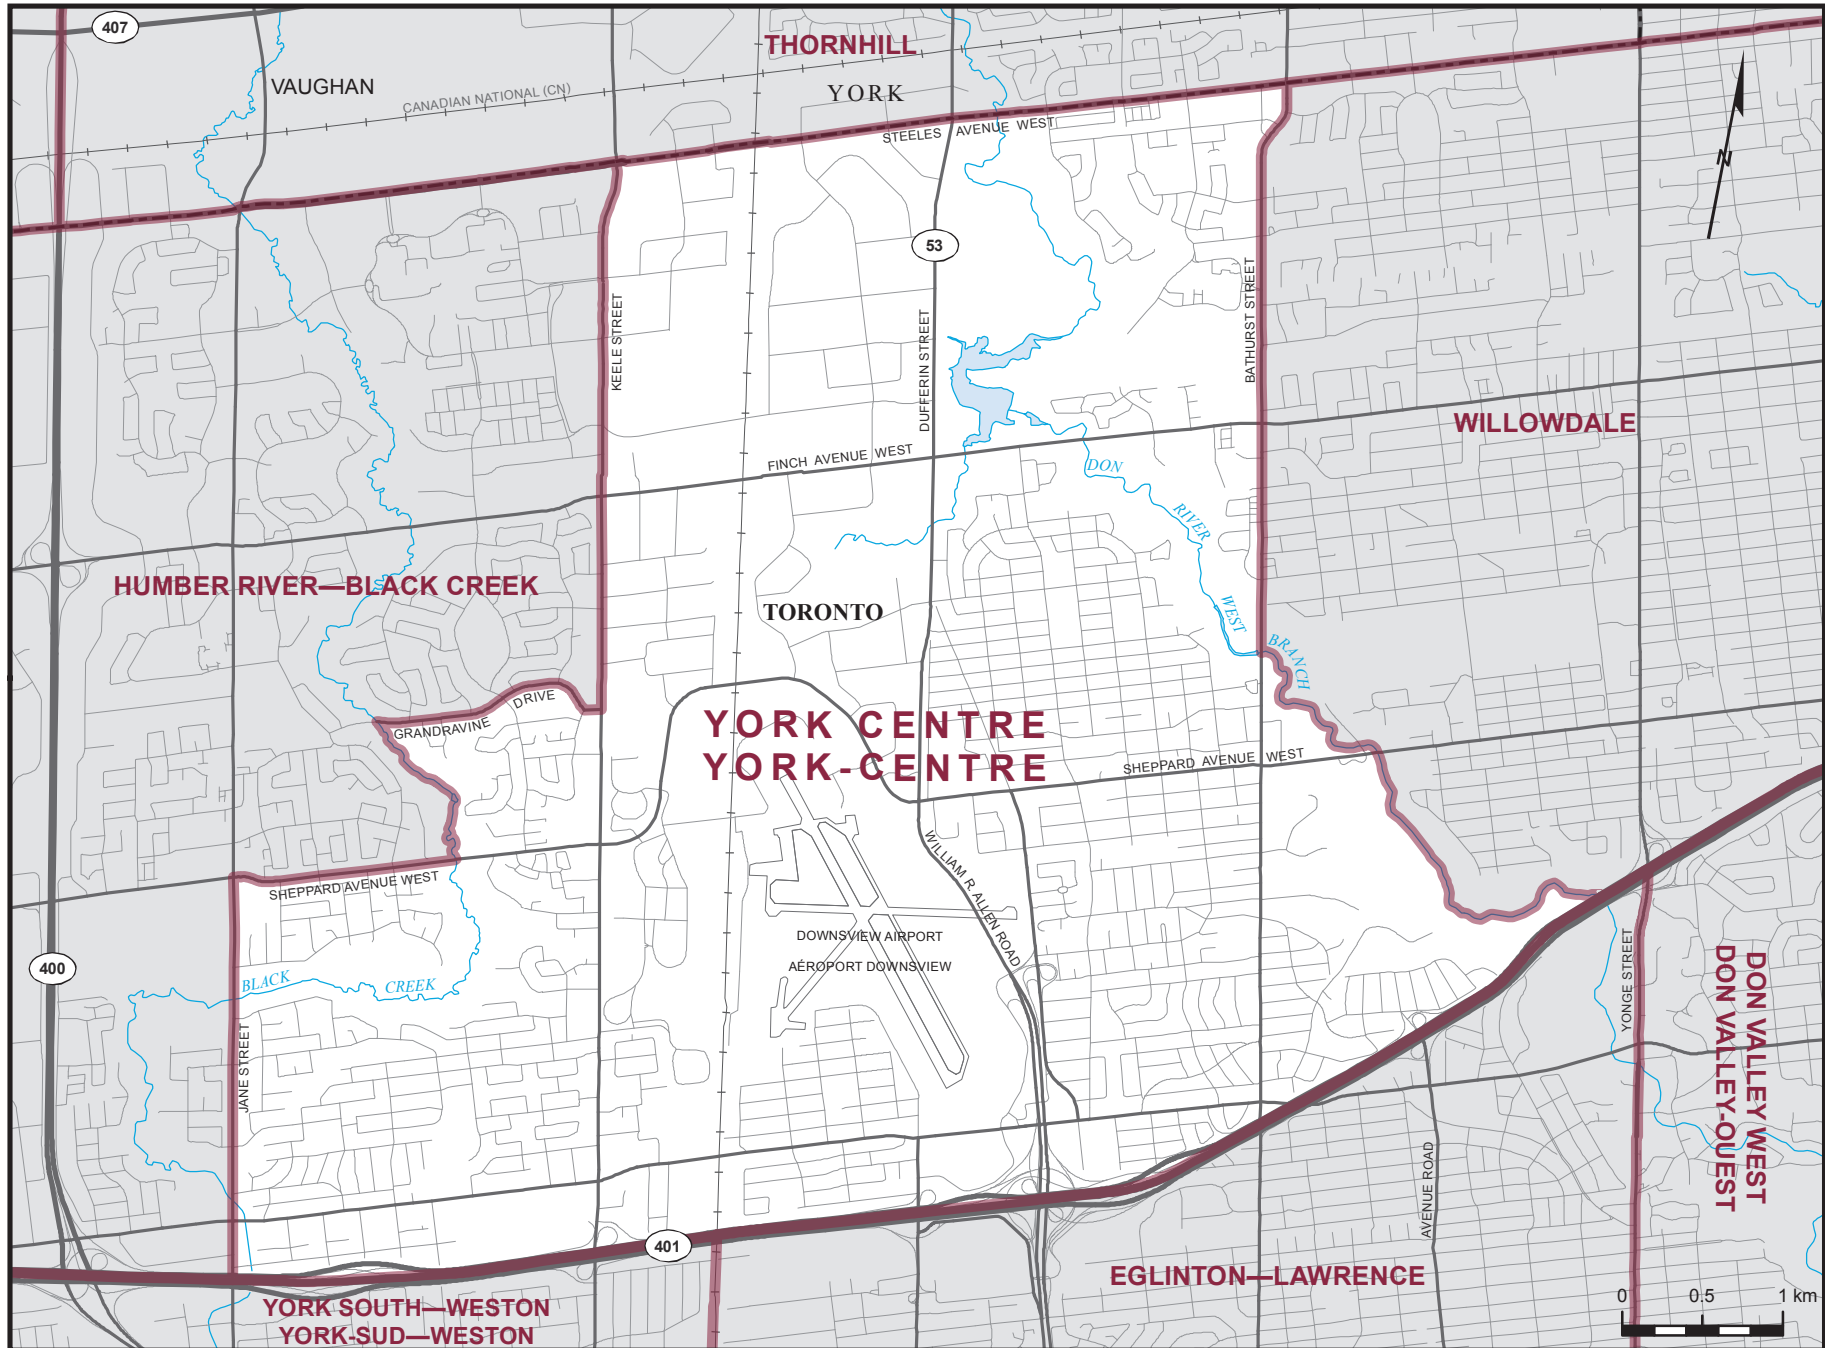 407
THORNHILL
VAUGHAN
YORK
CANADIAN NATIONAL (CN)
STEELES AVENUE WEST
N
53
KEELE STREET
DUFFERIN STREET
BATHURST STREET
WILLOWDALE
FINCH AVENUE WEST
DON
RIVER
WEST
BRANCH
HUMBER RIVER—BLACK CREEK
TORONTO
GRANDRAVINE DRIVE
YORK CENTRE
YORK-CENTRE
SHEPPARD AVENUE WEST
SHEPPARD AVENUE WEST
WILLIAM R. ALLEN ROAD
DOWNSVIEW AIRPORT
AÉROPORT DOWNSVIEW
400
BLACK CREEK
JANE STREET
YONGE STREET
DON VALLEY WEST
DON VALLEY-OUEST
AVENUE ROAD
401
EGLINTON—LAWRENCE
YORK SOUTH—WESTON
YORK-SUD—WESTON
0 0.5 1 km